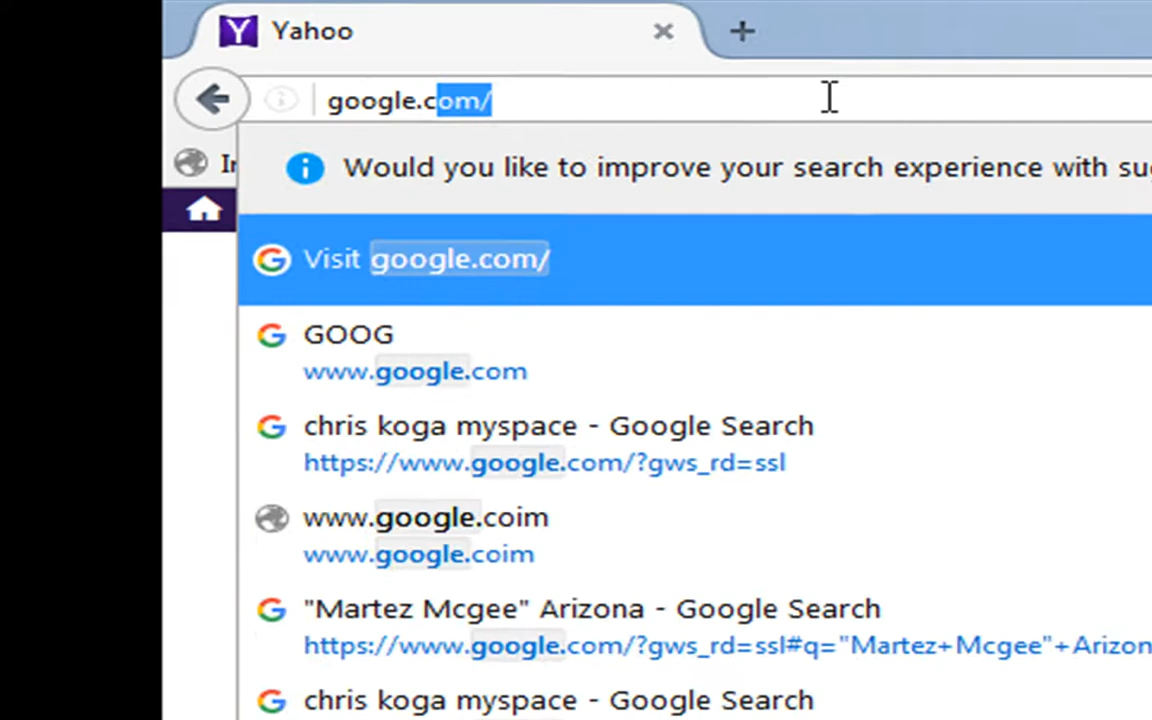 Yahoo
google.com/
Would you like to improve your search experience with
Visit google.com/
GOOG
www.google.com
chris koga myspace - Google Search
https://www.google.com/?gws_rd=ssl
www.google.coim
www.google.coim
"Martez Mcgee" Arizona - Google Search
https://www.google.com/?gws_rd=ssl#q="Martez+Mcgee"+Arizon
chris koga myspace - Google Search